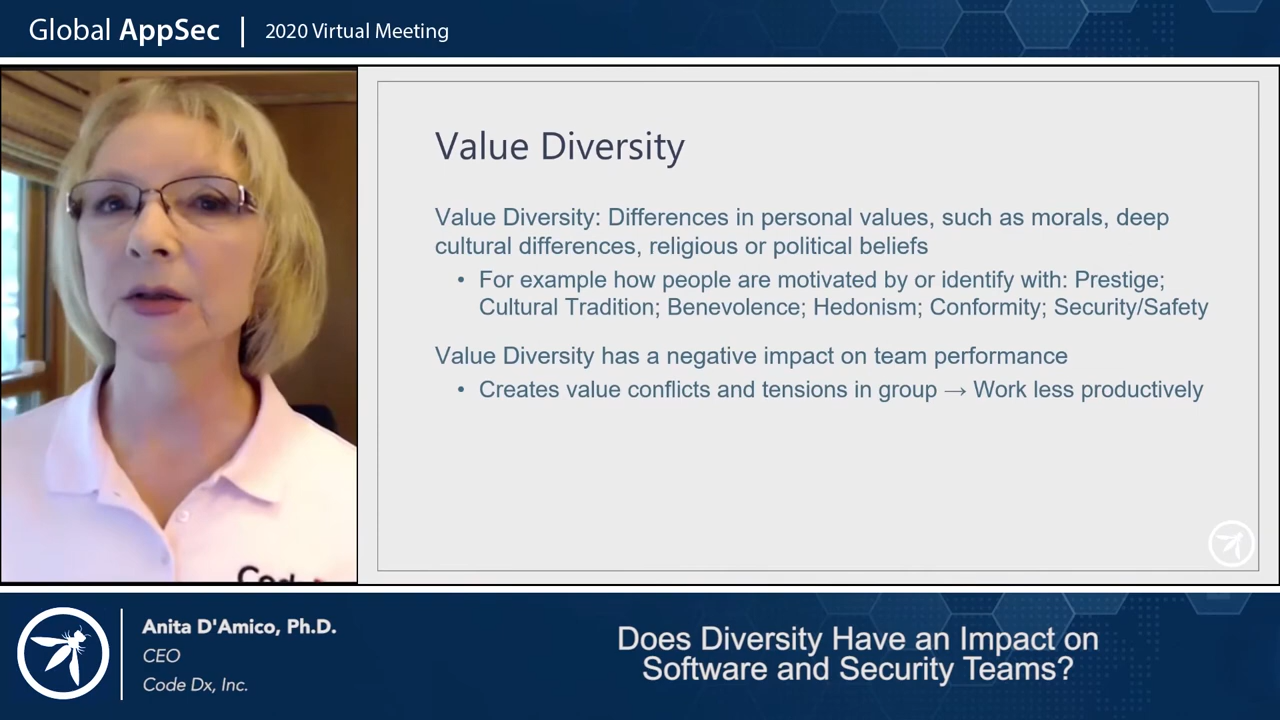 Global AppSec | 2020 Virtual Meeting
Value Diversity
Value Diversity: Differences in personal values, such as morals, deep
cultural differences, religious or political beliefs
• For example how people are motivated by or identify with: Prestige;
Cultural Tradition; Benevolence; Hedonism; Conformity; Security/Safety
Value Diversity has a negative impact on team performance
• Creates value conflicts and tensions in group → Work less productively
Anita D'Amico, Ph.D.
CEO
Code Dx, Inc.
Does Diversity Have an Impact on
Software and Security Teams?